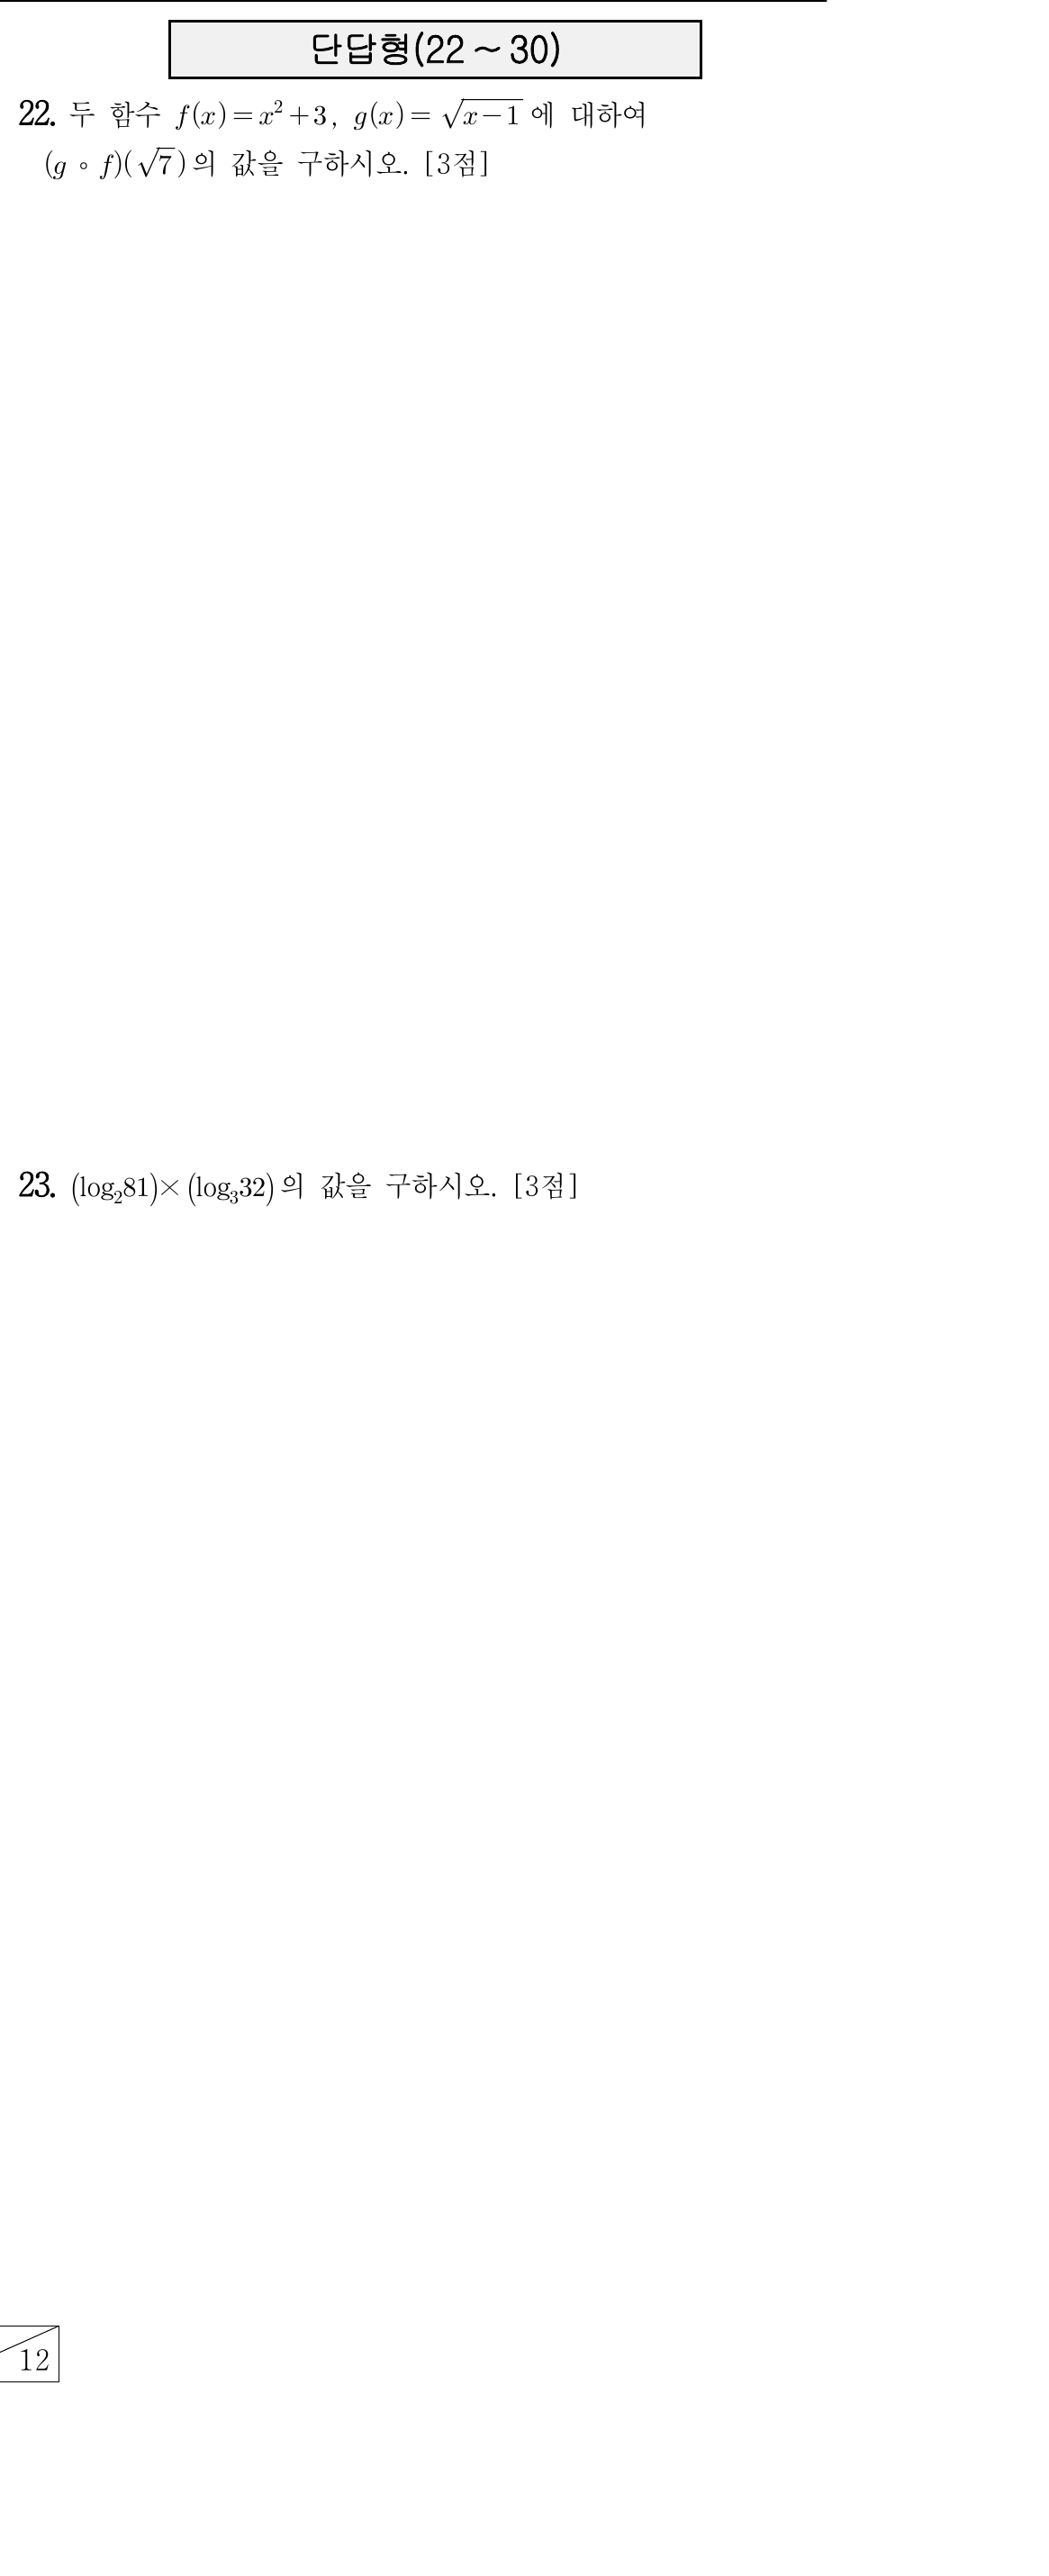 단답형(22 ~ 30)
22. 두 함수 f(x)=x²+3, g(x)=√(x-1) 에 대하여
(g ∘ f)(√7)의 값을 구하시오. [3점]
23. (log₂81)×(log₃32)의 값을 구하시오. [3점]
12